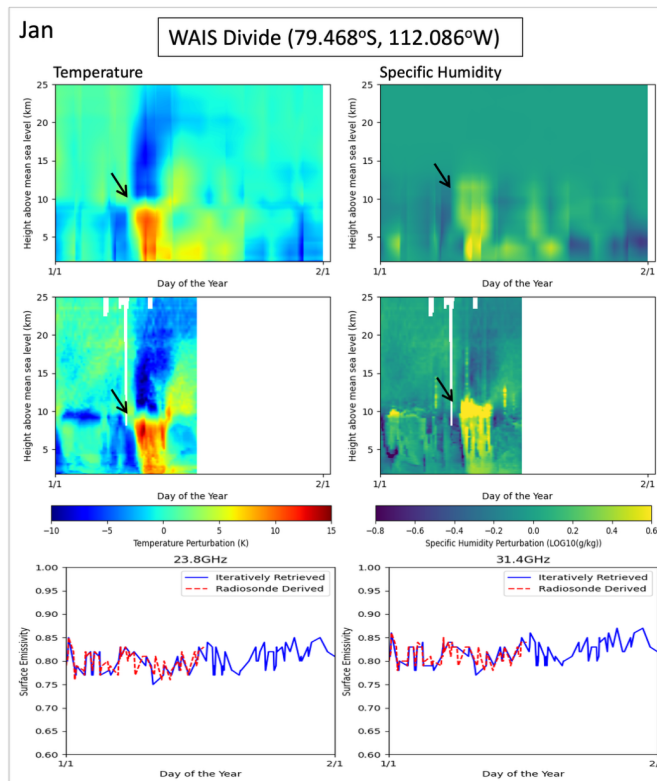 Jan
WAIS Divide (79.468°S, 112.086°W)
Temperature
Specific Humidity
25
20
15
10
5
Height above mean sea level (km)
1/1
2/1
Day of the Year
25
20
15
10
5
Height above mean sea level (km)
1/1
2/1
Day of the Year
25
20
15
10
5
Height above mean sea level (km)
1/1
2/1
Day of the Year
25
20
15
10
5
Height above mean sea level (km)
1/1
2/1
Day of the Year
−10 −5 0 5 10 15
Temperature Perturbation (K)
−0.8 −0.6 −0.4 −0.2 0.0 0.2 0.4 0.6
Specific Humidity Perturbation (LOG10(g/kg))
23.8GHz
1.00
0.95
0.90
0.85
0.80
0.75
0.70
0.65
0.60
Surface Emissivity
Iteratively Retrieved
Radiosonde Derived
1/1
2/1
Day of the Year
31.4GHz
1.00
0.95
0.90
0.85
0.80
0.75
0.70
0.65
0.60
Surface Emissivity
Iteratively Retrieved
Radiosonde Derived
1/1
2/1
Day of the Year